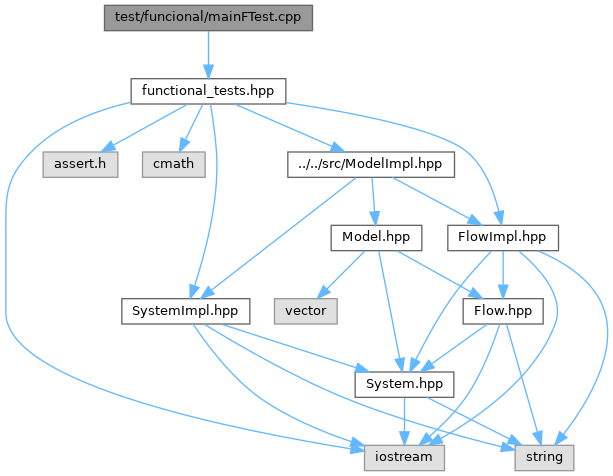 test/funcional/mainFTest.cpp
functional_tests.hpp
assert.h
cmath
../../src/ModelImpl.hpp
Model.hpp
FlowImpl.hpp
SystemImpl.hpp
vector
Flow.hpp
System.hpp
iostream
string